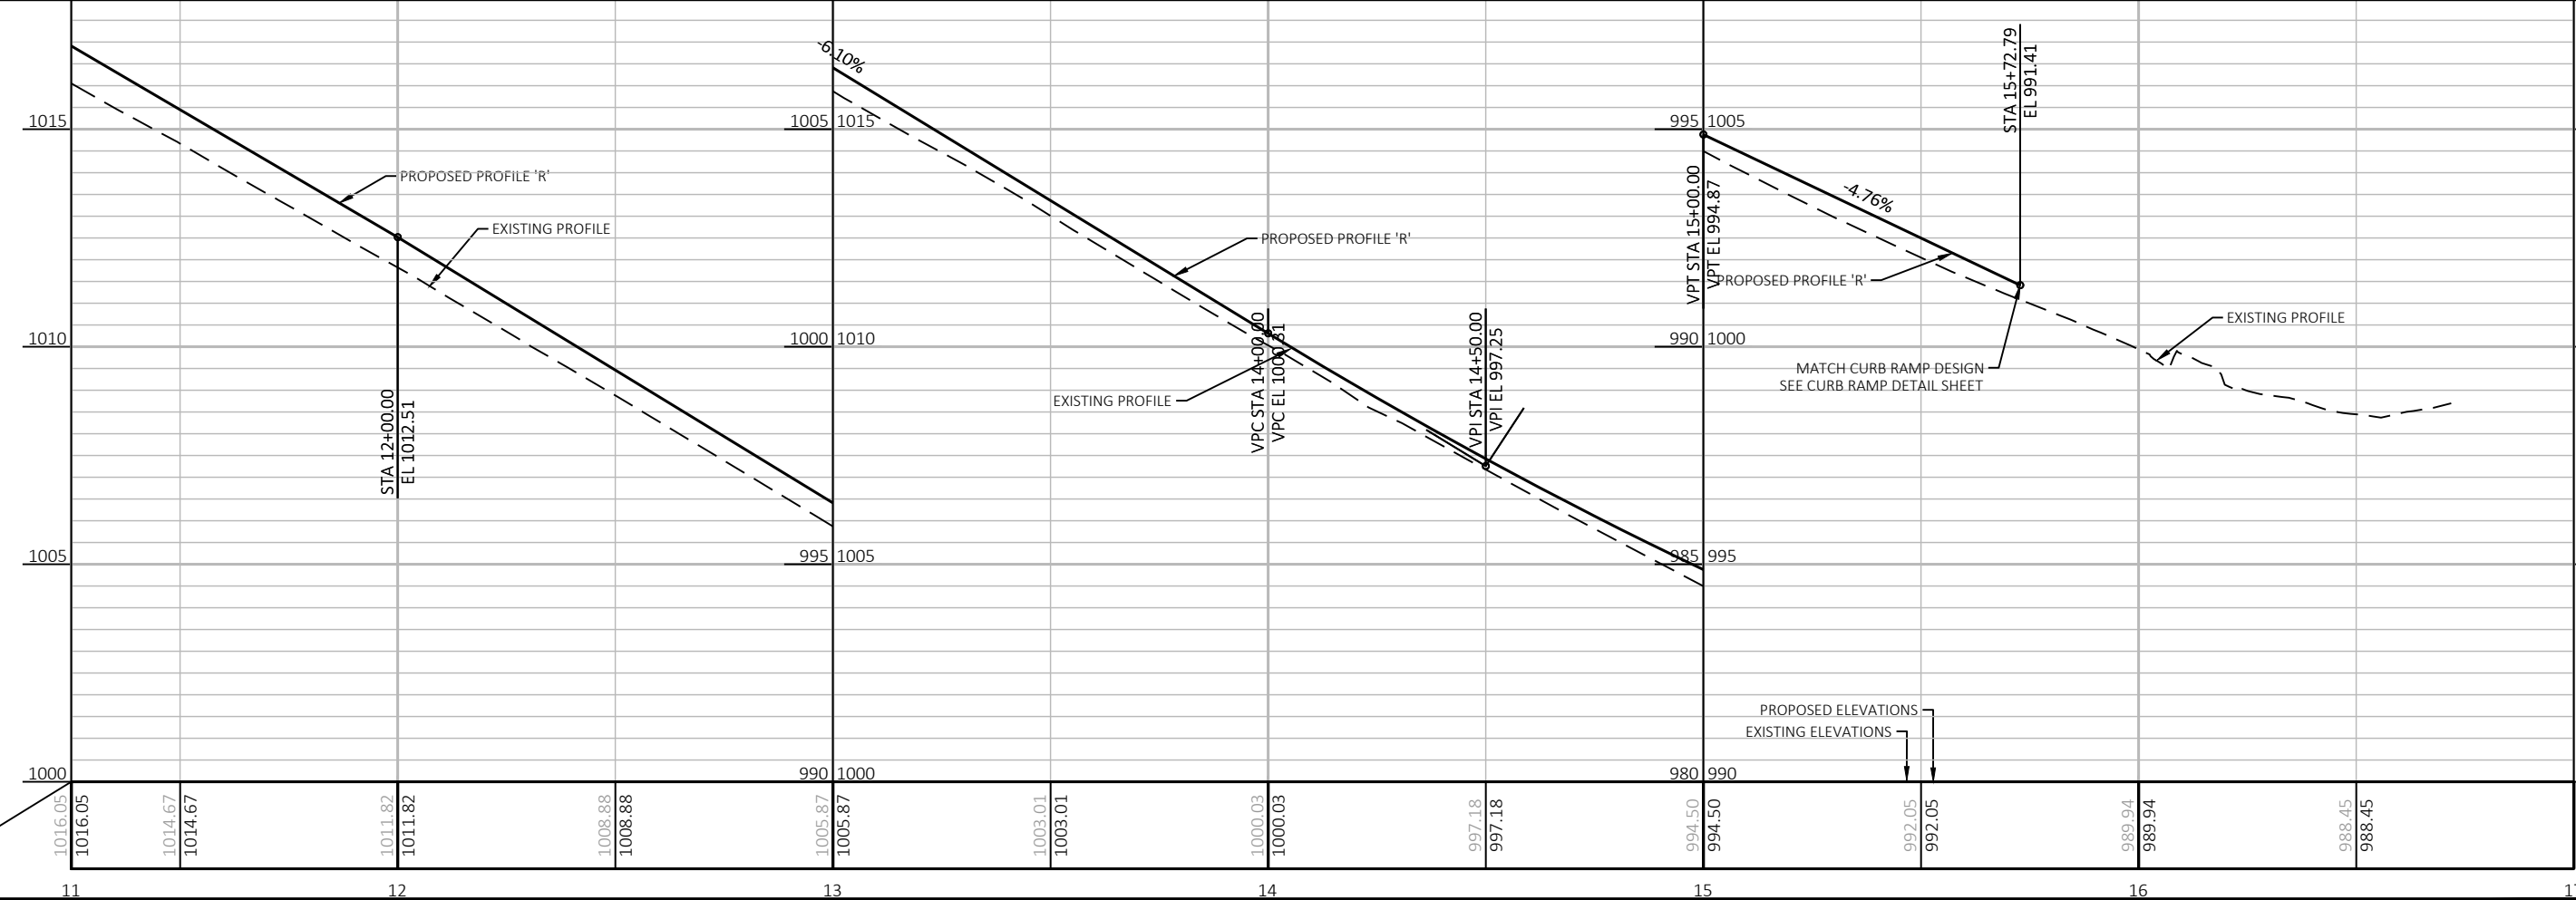 -6.10%
STA 15+72.79
EL 991.41
1015
1005 1015
995 1005
PROPOSED PROFILE 'R'
EXISTING PROFILE
PROPOSED PROFILE 'R'
-4.76%
VPT STA 15+00.00
VPT EL 994.87
PROPOSED PROFILE 'R'
EXISTING PROFILE
1010
1000 1010
990 1000
VPC STA 14+00.00
VPC EL 1000.31
VPI STA 14+50.00
VPI EL 997.25
MATCH CURB RAMP DESIGN
SEE CURB RAMP DETAIL SHEET
EXISTING PROFILE
STA 12+00.00
EL 1012.51
1005
995 1005
985 995
PROPOSED ELEVATIONS
EXISTING ELEVATIONS
1000
990 1000
980 990
1016.05
1016.05
1014.67
1014.67
1011.82
1011.82
1008.88
1008.88
1005.87
1005.87
1003.01
1003.01
1000.03
1000.03
997.18
997.18
994.50
994.50
992.05
992.05
989.94
989.94
988.45
988.45
11 12 13 14 15 16